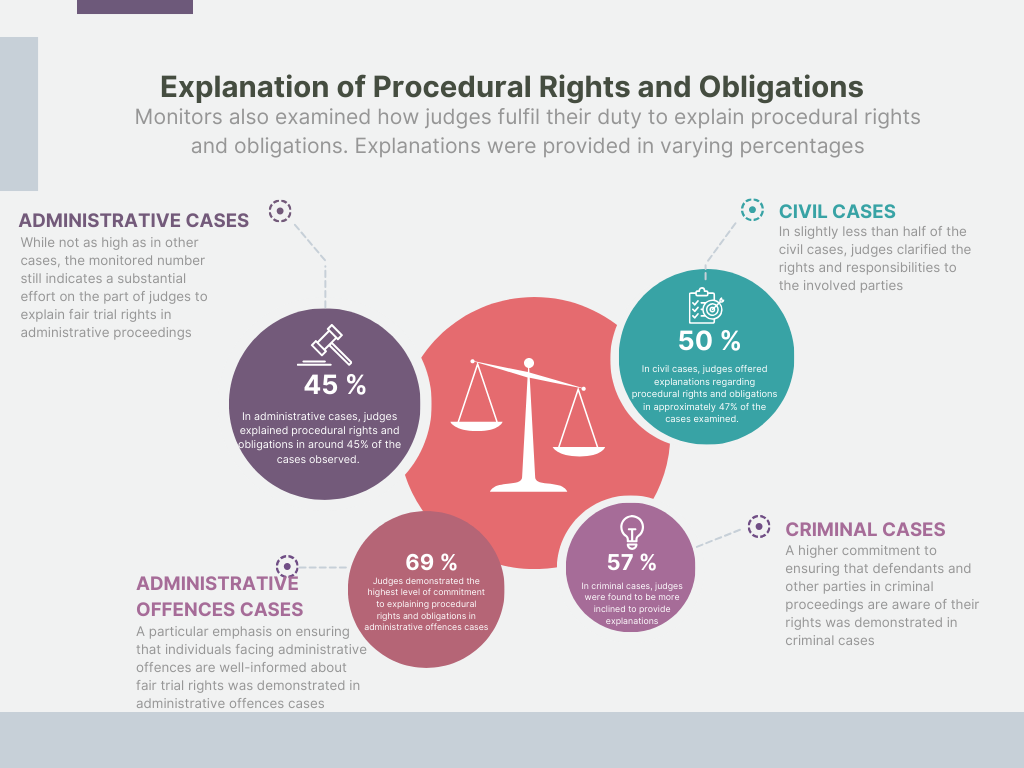 Explanation of Procedural Rights and Obligations
Monitors also examined how judges fulfil their duty to explain procedural rights
and obligations. Explanations were provided in varying percentages
ADMINISTRATIVE CASES
While not as high as in other
cases, the monitored number
still indicates a substantial
effort on the part of judges to
explain fair trial rights in
administrative proceedings
45 %
In administrative cases, judges
explained procedural rights and
obligations in around 45% of the
cases observed.
CIVIL CASES
In slightly less than half of the
civil cases, judges clarified the
rights and responsibilities to
the involved parties
50 %
In civil cases, judges offered
explanations regarding
procedural rights and obligations
in approximately 47% of the
cases examined.
ADMINISTRATIVE
OFFENCES CASES
A particular emphasis on ensuring
that individuals facing administrative
offences are well-informed about
fair trial rights was demonstrated in
administrative offences cases
69 %
Judges demonstrated the
highest level of commitment
to explaining procedural
rights and obligations in
administrative offences cases
57 %
In criminal cases, judges
were found to be more
inclined to provide
explanations
CRIMINAL CASES
A higher commitment to
ensuring that defendants and
other parties in criminal
proceedings are aware of their
rights was demonstrated in
criminal cases